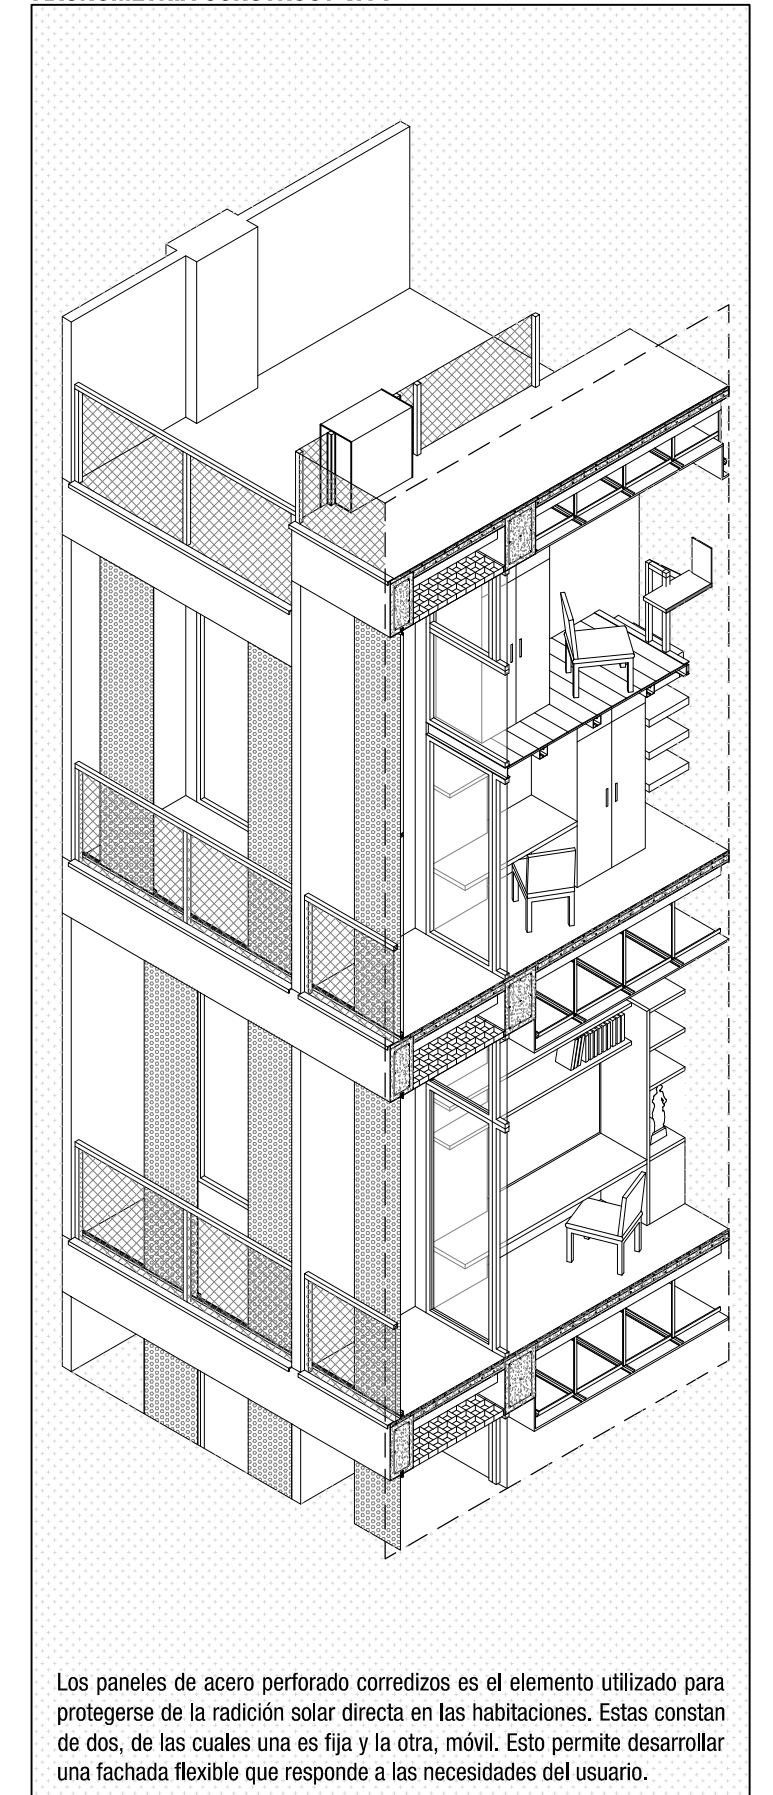 Los paneles de acero perforado corredizos es el elemento utilizado para
protegerse de la radición solar directa en las habitaciones. Estas constan
de dos, de las cuales una es fija y la otra, móvil. Esto permite desarrollar
una fachada flexible que responde a las necesidades del usuario.